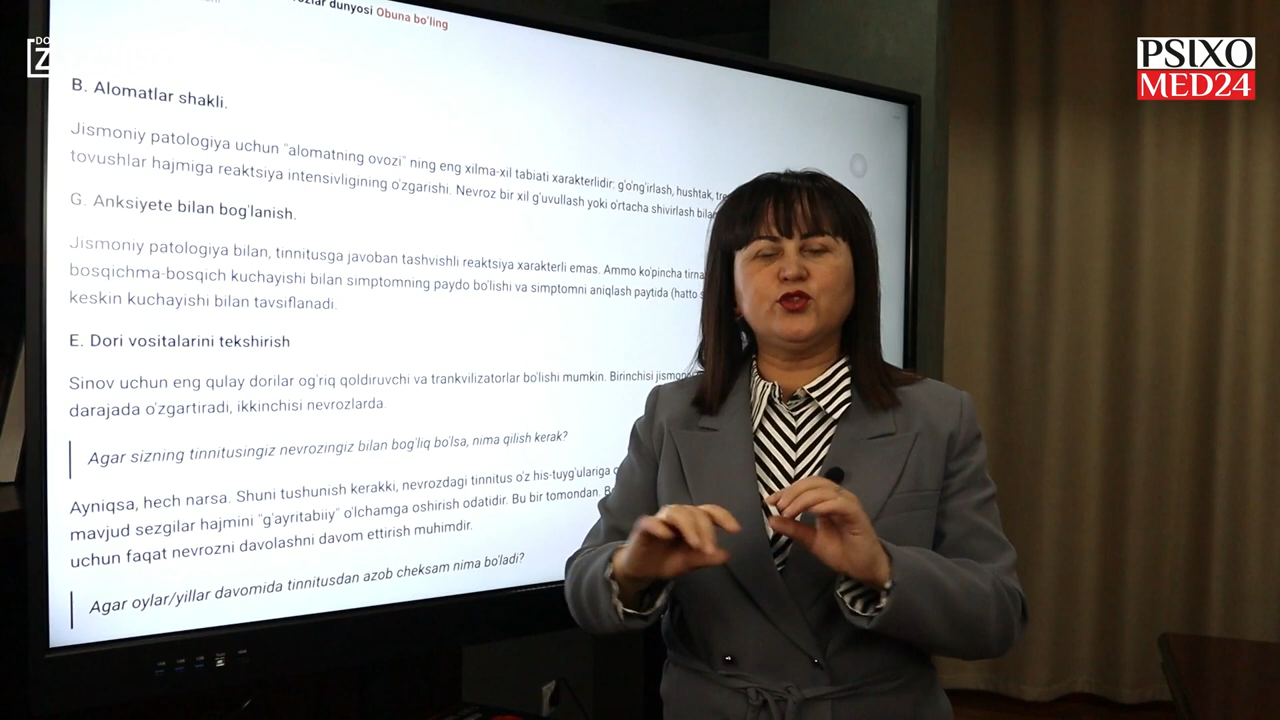 dunyosi Obuna bo'ling
PSIXO
MED24
B. Alomatlar shakli.
Jismoniy patologiya uchun "alomatning ovozi" ning eng xilma-xil tabiati xarakterlidir: g'o'ng'irlash, hushtak,
tovushlar hajmiga reaktsiya intensivligining o'zgarishi. Nevroz bir xil g'uvullash yoki o'rtacha shivirlash
G. Anksiyete bilan bog'lanish.
Jismoniy patologiya bilan, tinnitusga javoban tashvishli reaktsiya xarakterli emas. Ammo ko'pincha
bosqichma-bosqich kuchayishi bilan simptomning paydo bo'lishi va simptomni aniqlash paytida (hatto
keskin kuchayishi bilan tavsiflanadi.
E. Dori vositalarini tekshirish
Sinov uchun eng qulay dorilar og'riq qoldiruvchi va trankvilizatorlar bo'lishi mumkin. Birinchisi
darajada o'zgartiradi, ikkinchisi nevrozlarda.
Agar sizning tinnitusingiz nevrozingiz bilan bog'liq bo'lsa, nima qilish kerak?
Ayniqsa, hech narsa. Shuni tushunish kerakki, nevrozdagi tinnitus o'z his-tuyg'ulariga
mavjud sezgilar hajmini "g'ayritabiiy" o'lchamga oshirish odatidir. Bu bir tomondan.
uchun faqat nevrozni davolashni davom ettirish muhimdir.
Agar oylar/yillar davomida tinnitusdan azob cheksam nima bo'ladi?